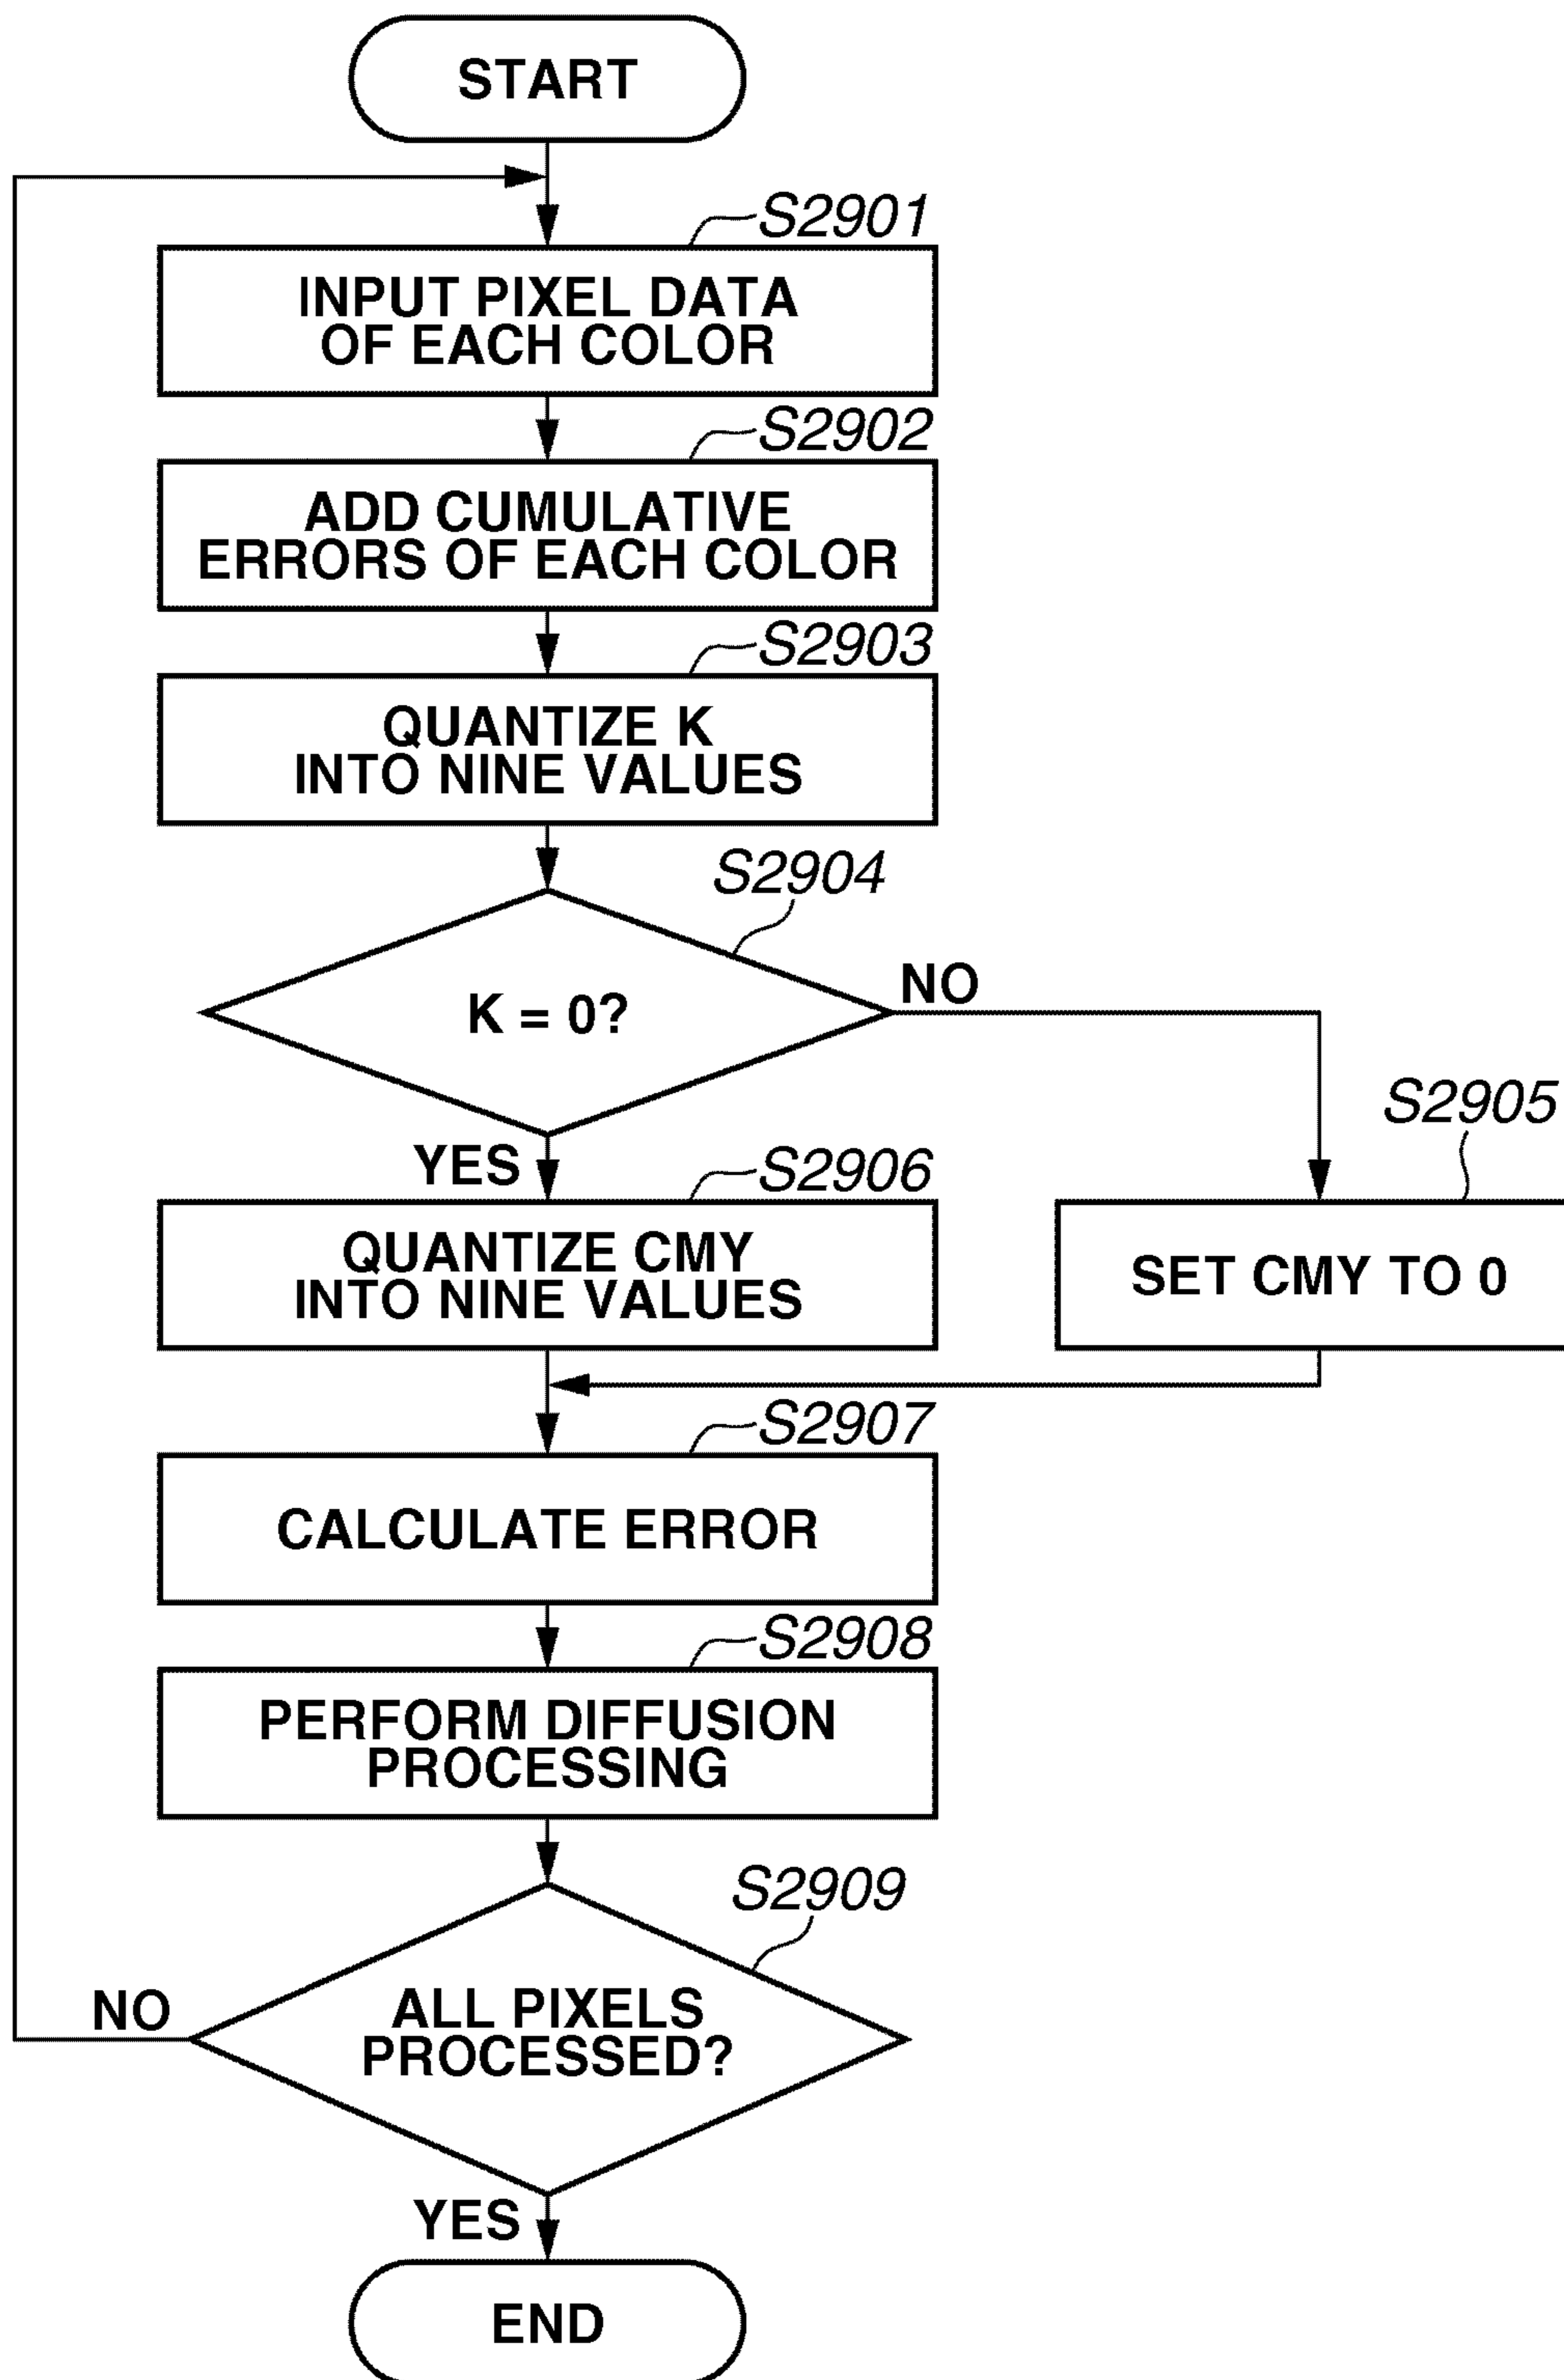 START
S2901
INPUT PIXEL DATA
OF EACH COLOR
S2902
ADD CUMULATIVE
ERRORS OF EACH COLOR
S2903
QUANTIZE K
INTO NINE VALUES
S2904
K = 0?
NO
S2905
YES
S2906
QUANTIZE CMY
INTO NINE VALUES
SET CMY TO 0
S2907
CALCULATE ERROR
S2908
PERFORM DIFFUSION
PROCESSING
S2909
ALL PIXELS
PROCESSED?
NO
YES
END